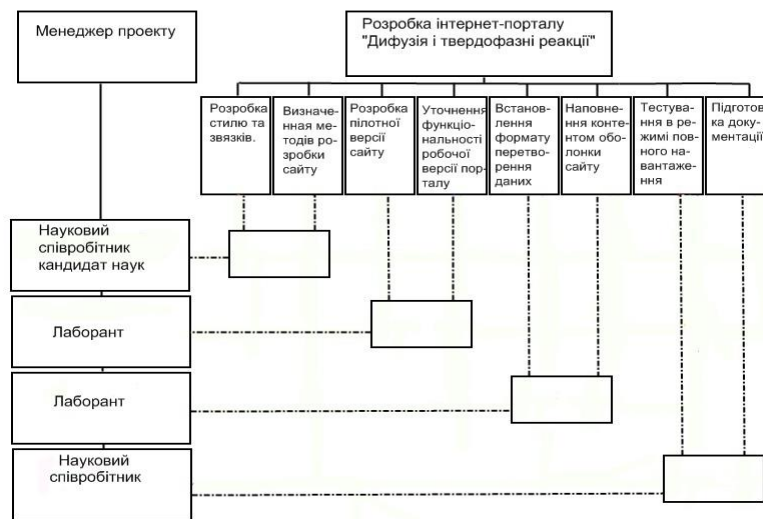 Менеджер проекту
Розробка інтернет-порталу
"Дифузія і твердофазні реакції"
Розробка
стилю та
звязків.
Визначе-
нная ме-
тодів роз-
зробки
сайту
Розробка
пілотної
версії
сайту
Уточнення
функціо-
нальності
робочої
версії пор-
талу
Встанов-
лення
формату
перетво-
рення
даних
Наповне-
ння конте-
нтом обо-
лонки
сайту
Тестува-
ння в ре-
жимі пов-
ного на-
вантаже-
ння
Підготов
ка доку-
ментації
Науковий
співробітник
кандидат наук
Лаборант
Лаборант
Науковий
співробітник